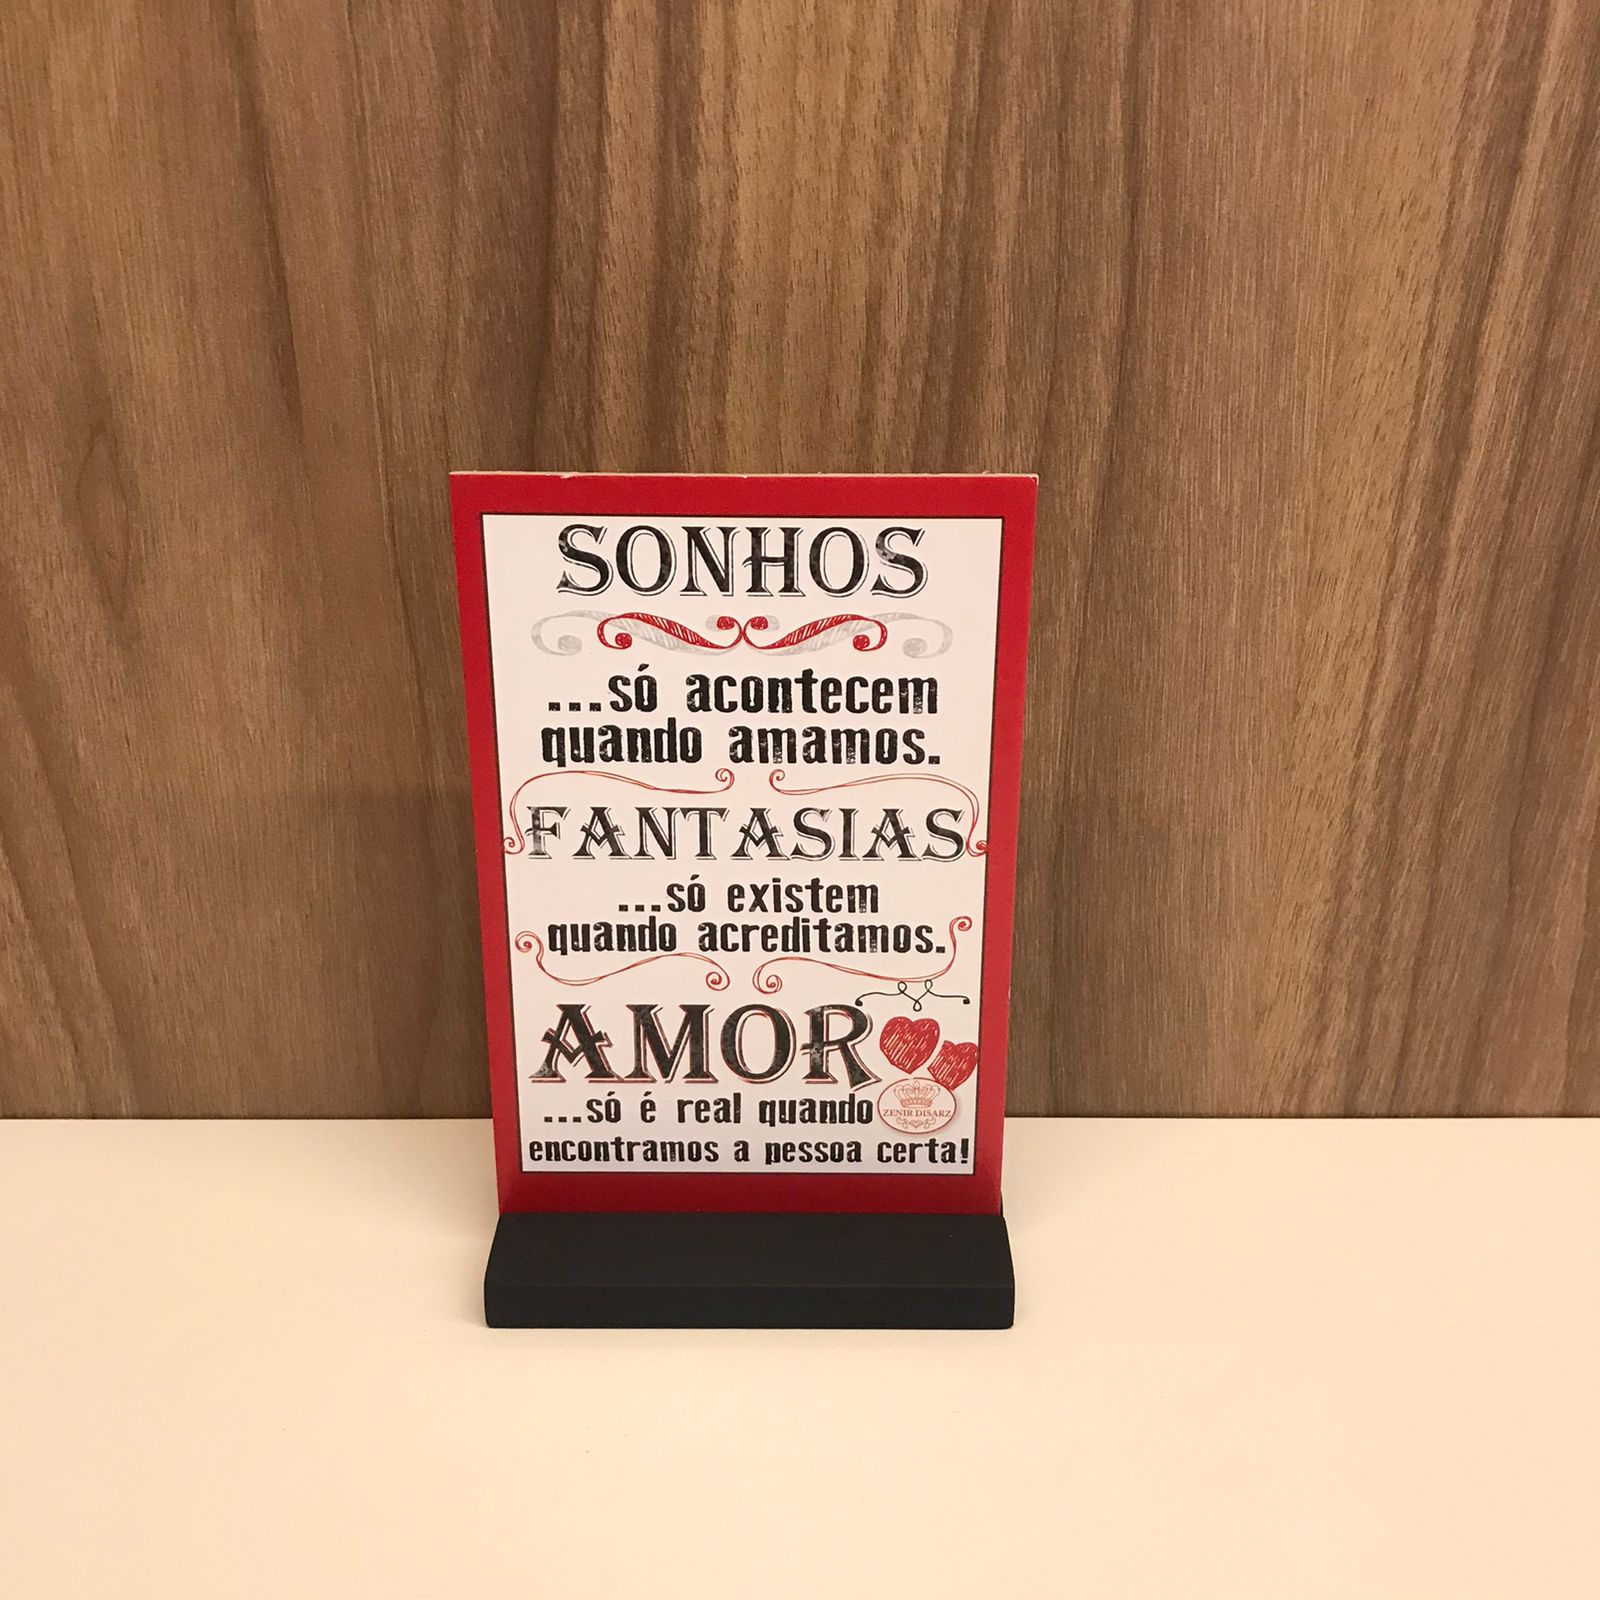 SONHOS
...só acontecem
quando amamos.
FANTASIAS
...só existem
quando acreditamos.
AMOR
...só é real quando
ZENIR DISARZ
encontramos a pessoa certa!